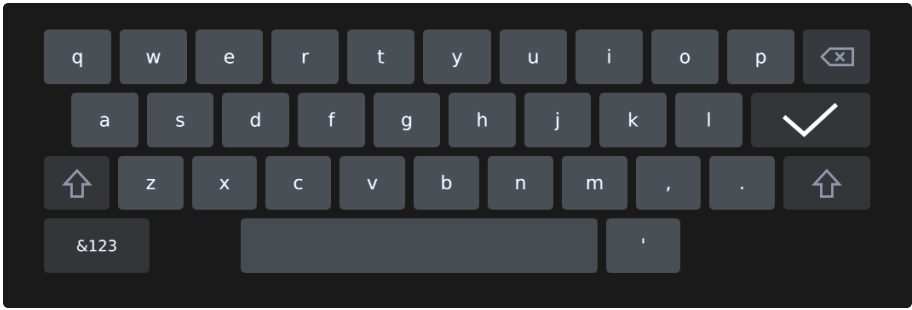 q w e r t y u i o p
a s d f g h j k l
z x c v b n m , .
&123 '